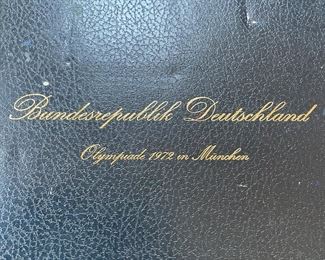 Bundesrepublik Deutschland
Olympiade 1972 in München